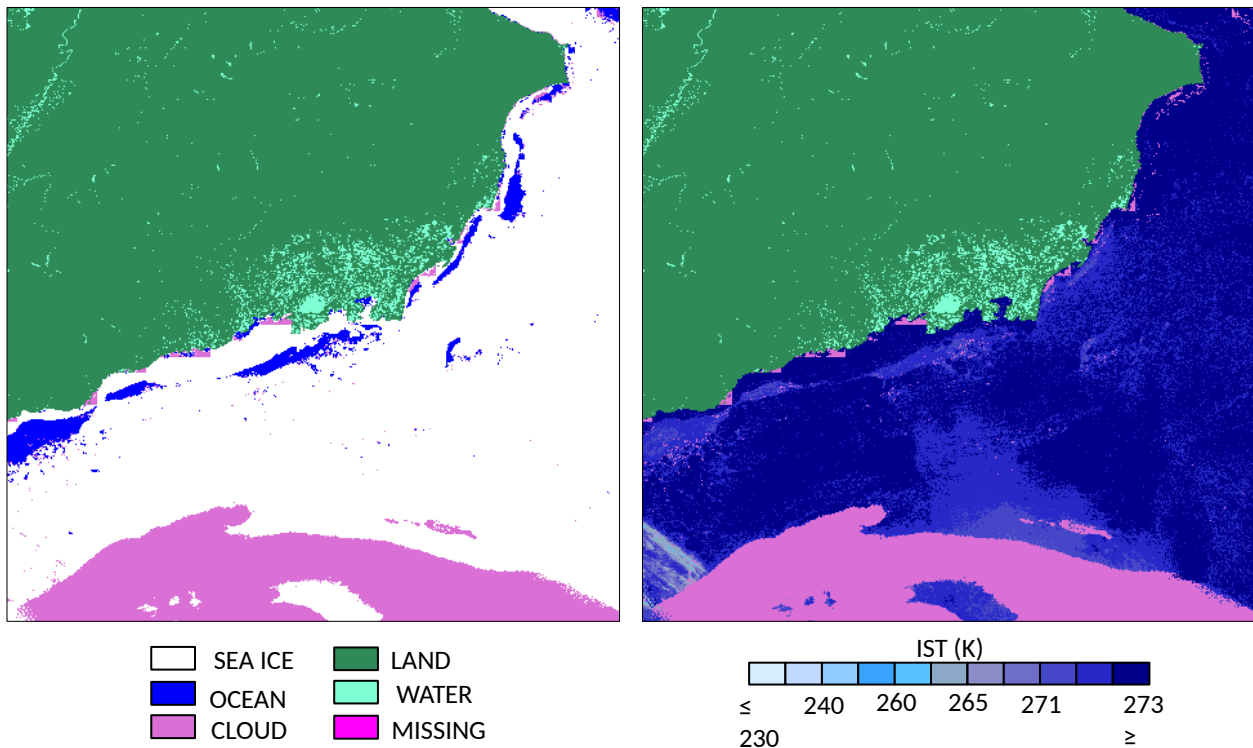 SEA ICE
LAND
OCEAN
WATER
CLOUD
MISSING
IST (K)
≤ 240 260 265 271 273
230 ≥